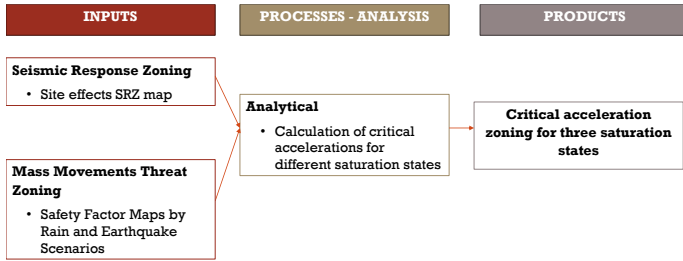 INPUTS
PROCESSES - ANALYSIS
PRODUCTS
Seismic Response Zoning
• Site effects SRZ map
Mass Movements Threat
Zoning
• Safety Factor Maps by
Rain and Earthquake
Scenarios
Analytical
• Calculation of critical
accelerations for
different saturation states
Critical acceleration
zoning for three saturation
states